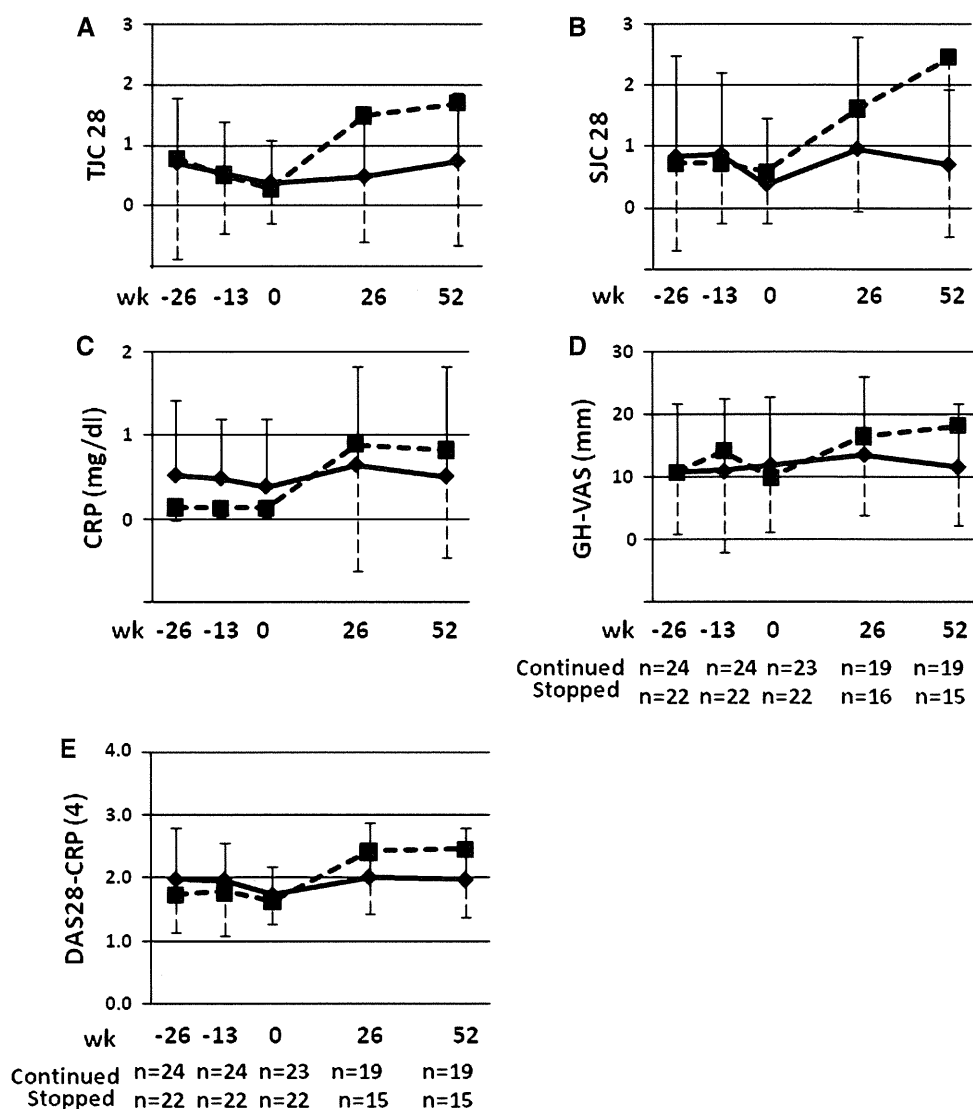 A
3
2
1
0
TJC 28
wk -26 -13 0 26 52
B
3
2
1
0
SJC 28
wk -26 -13 0 26 52
C
2
1
0
CRP (mg/dl)
wk -26 -13 0 26 52
D
30
20
10
0
GH-VAS (mm)
wk -26 -13 0 26 52
Continued n=24 n=24 n=23 n=19 n=19
Stopped n=22 n=22 n=22 n=16 n=15
E
4.0
3.0
2.0
1.0
0.0
DAS28-CRP (4)
wk -26 -13 0 26 52
Continued n=24 n=24 n=23 n=19 n=19
Stopped n=22 n=22 n=22 n=15 n=15